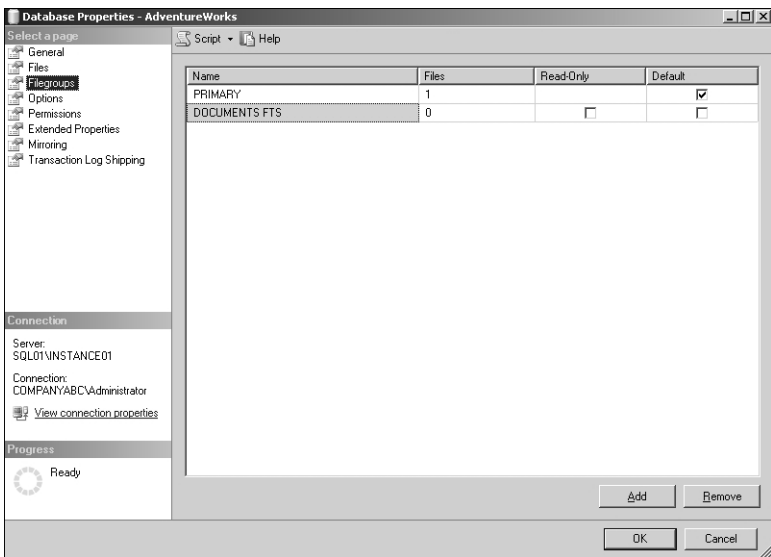 Database Properties - AdventureWorks
Select a page
General
Files
Filegroups
Options
Permissions
Extended Properties
Mirroring
Transaction Log Shipping
Script Help
Name Files Read-Only Default
PRIMARY 1
DOCUMENTS FTS 0
Connection
Server:
SQL01\INSTANCE01
Connection:
COMPANYABC\Administrator
View connection properties
Progress
Ready
Add Remove
OK Cancel